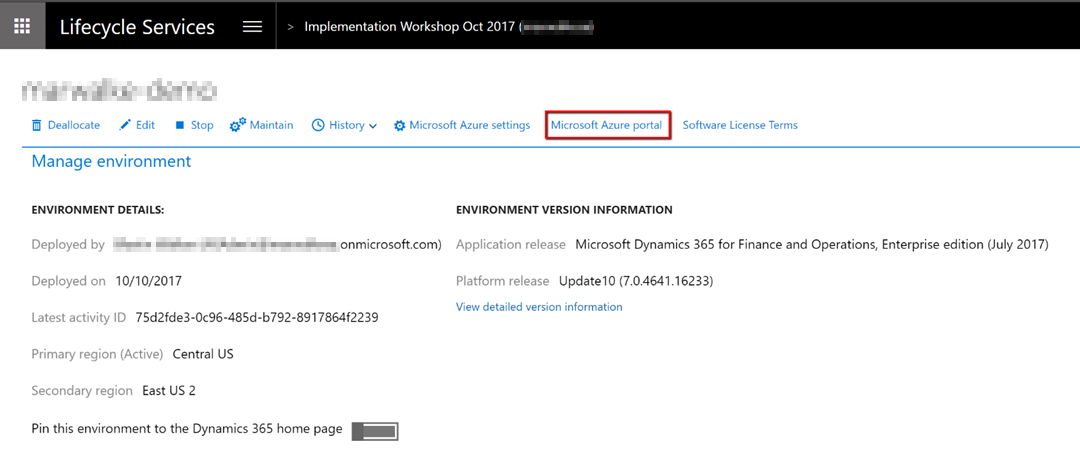 Lifecycle Services > Implementation Workshop Oct 2017 (
Deallocate Edit Stop Maintain History Microsoft Azure settings Microsoft Azure portal Software License Terms
Manage environment
ENVIRONMENT DETAILS:
Deployed by onmicrosoft.com)
Deployed on 10/10/2017
Latest activity ID 75d2fde3-0c96-485d-b792-8917864f2239
Primary region (Active) Central US
Secondary region East US 2
Pin this environment to the Dynamics 365 home page
ENVIRONMENT VERSION INFORMATION
Application release Microsoft Dynamics 365 for Finance and Operations, Enterprise edition (July 2017)
Platform release Update10 (7.0.4641.16233)
View detailed version information